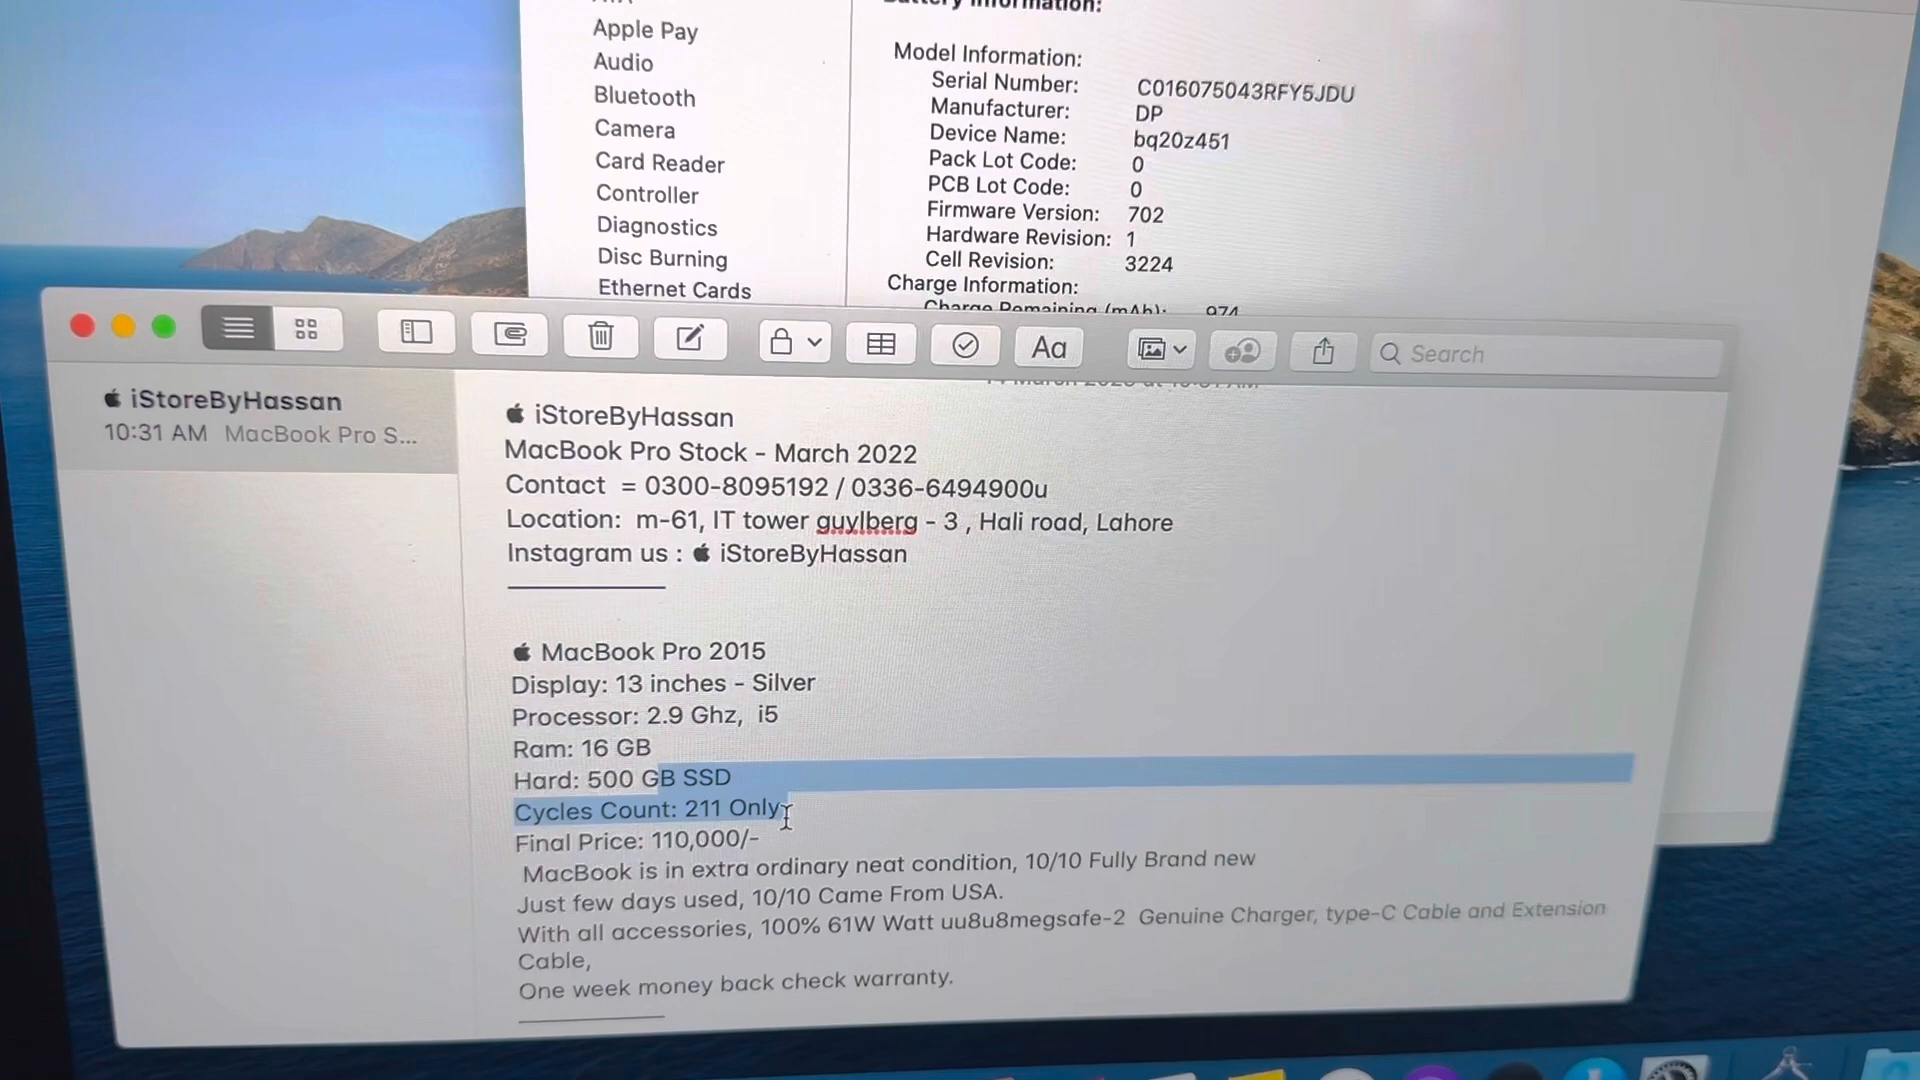 Apple Pay
Audio
Bluetooth
Camera
Card Reader
Controller
Diagnostics
Disc Burning
Ethernet Cards
Battery Information:
Model Information:
Serial Number: C016075043RFY5JDU
Manufacturer: DP
Device Name: bq20z451
Pack Lot Code: 0
PCB Lot Code: 0
Firmware Version: 702
Hardware Revision: 1
Cell Revision: 3224
Charge Information:
Charge Remaining (mAh): 974
Aa
Search
iStoreByHassan
10:31 AM MacBook Pro S...
iStoreByHassan
MacBook Pro Stock - March 2022
Contact = 0300-8095192 / 0336-6494900u
Location: m-61, IT tower guylberg - 3 , Hali road, Lahore
Instagram us : iStoreByHassan
MacBook Pro 2015
Display: 13 inches - Silver
Processor: 2.9 Ghz, i5
Ram: 16 GB
Hard: 500 GB SSD
Cycles Count: 211 Only
Final Price: 110,000/-
MacBook is in extra ordinary neat condition, 10/10 Fully Brand new
Just few days used, 10/10 Came From USA.
With all accessories, 100% 61W Watt uu8u8megsafe-2 Genuine Charger, type-C Cable and Extension
Cable,
One week money back check warranty.